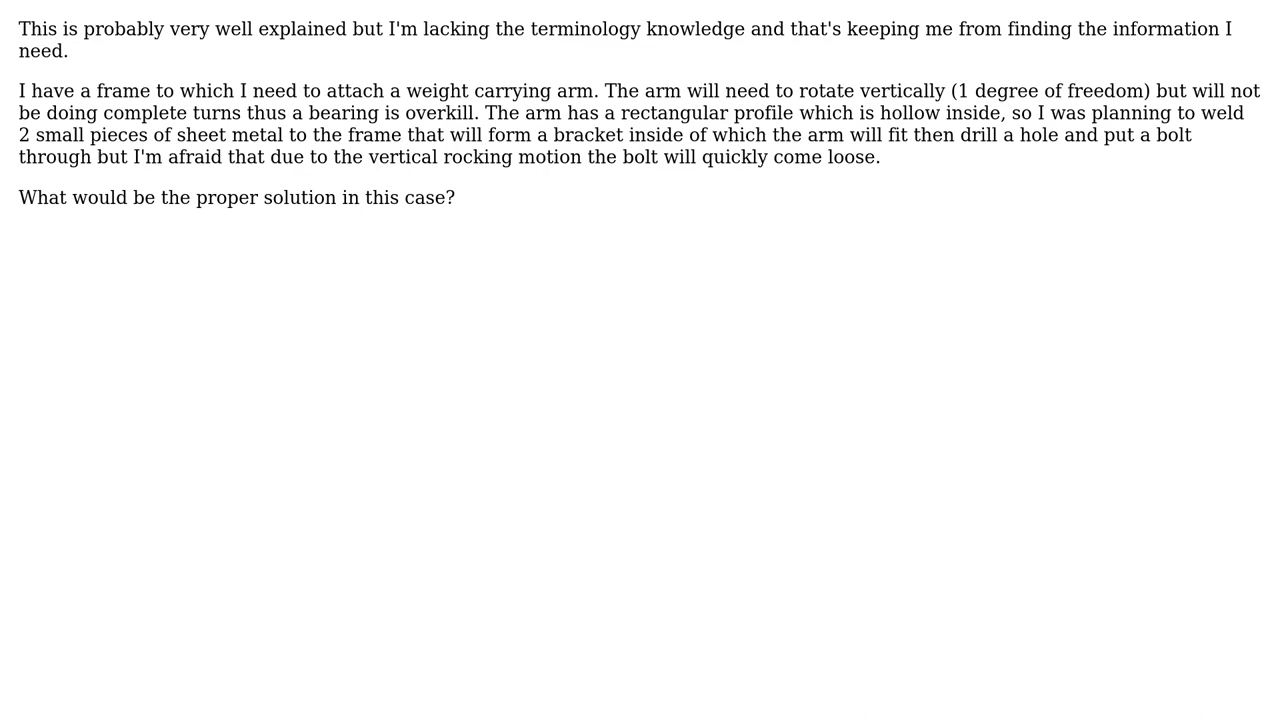 This is probably very well explained but I'm lacking the terminology knowledge and that's keeping me from finding the information I
need.
I have a frame to which I need to attach a weight carrying arm. The arm will need to rotate vertically (1 degree of freedom) but will not
be doing complete turns thus a bearing is overkill. The arm has a rectangular profile which is hollow inside, so I was planning to weld
2 small pieces of sheet metal to the frame that will form a bracket inside of which the arm will fit then drill a hole and put a bolt
through but I'm afraid that due to the vertical rocking motion the bolt will quickly come loose.
What would be the proper solution in this case?